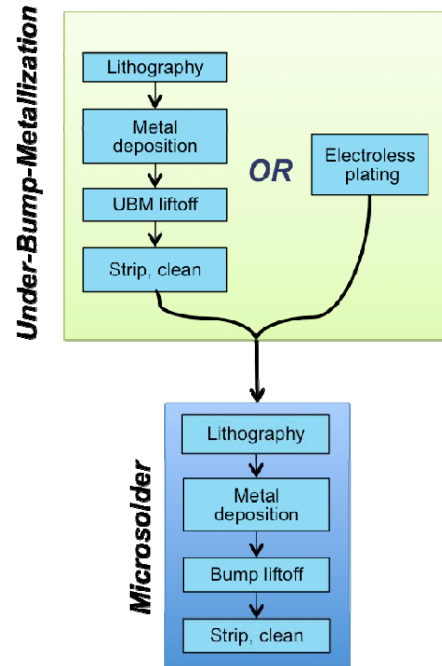 Under-Bump-Metallization
Lithography
Metal
deposition
UBM liftoff
Strip, clean
OR
Electroless
plating
Microsolder
Lithography
Metal
deposition
Bump liftoff
Strip, clean